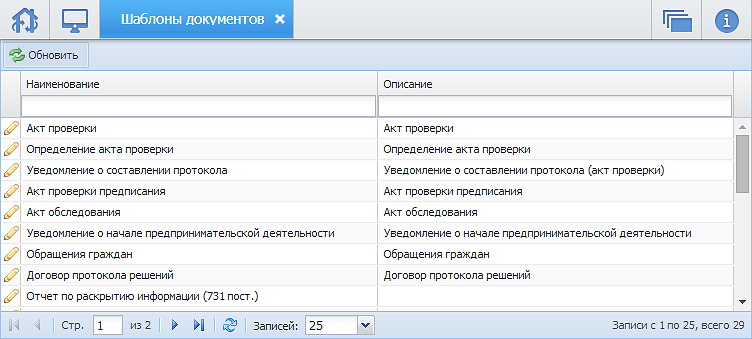 Шаблоны документов
Обновить
Наименование Описание
Акт проверки Акт проверки
Определение акта проверки Определение акта проверки
Уведомление о составлении протокола Уведомление о составлении протокола (акт проверки)
Акт проверки предписания Акт проверки предписания
Акт обследования Акт обследования
Уведомление о начале предпринимательской деятельности Уведомление о начале предпринимательской деятельности
Обращения граждан Обращения граждан
Договор протокола решений Договор протокола решений
Отчет по раскрытию информации (731 пост.)
Стр. 1 из 2 Записей: 25 Записи с 1 по 25, всего 29